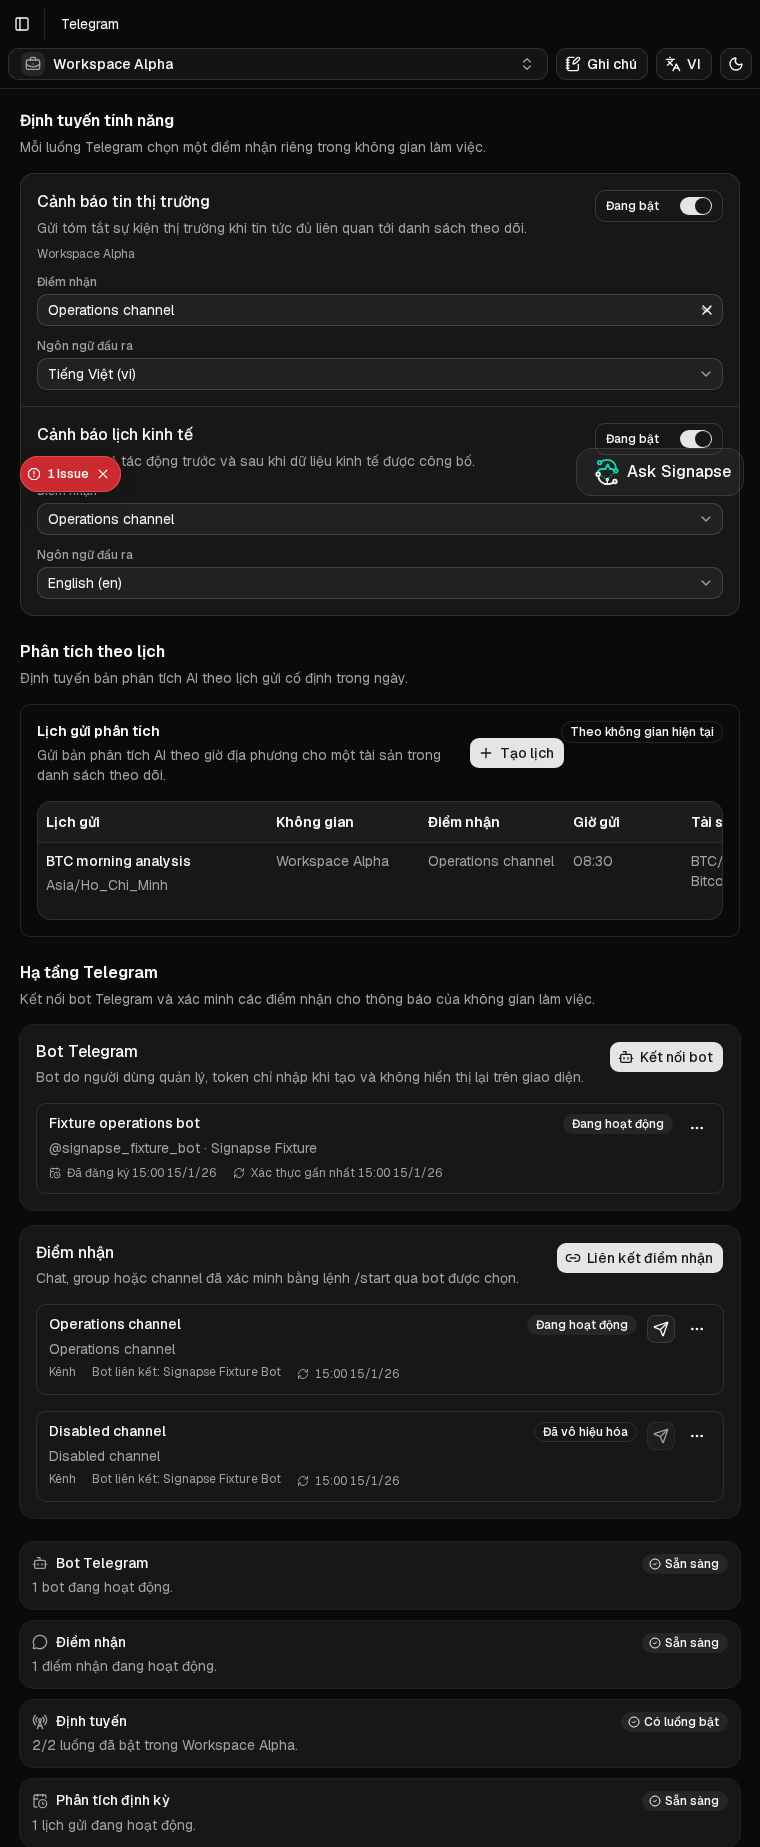 Telegram
Workspace Alpha
Ghi chú
VI
Định tuyến tính năng
Mỗi luồng Telegram chọn một điểm nhận riêng trong không gian làm việc.
Cảnh báo tin thị trường
Đang bật
Gửi tóm tắt sự kiện thị trường khi tin tức đủ liên quan tới danh sách theo dõi.
Workspace Alpha
Điểm nhận
Operations channel
Ngôn ngữ đầu ra
Tiếng Việt (vi)
Cảnh báo lịch kinh tế
Đang bật
tác động trước và sau khi dữ liệu kinh tế được công bố.
1 Issue
Ask Signapse
Điểm nhận
Operations channel
Ngôn ngữ đầu ra
English (en)
Phân tích theo lịch
Định tuyến bản phân tích AI theo lịch gửi cố định trong ngày.
Lịch gửi phân tích
Theo không gian hiện tại
Gửi bản phân tích AI theo giờ địa phương cho một tài sản trong
danh sách theo dõi.
Tạo lịch
Lịch gửi Không gian Điểm nhận Giờ gửi Tài s
BTC morning analysis Workspace Alpha Operations channel 08:30 BTC/
Asia/Ho_Chi_Minh Bitco
Hạ tầng Telegram
Kết nối bot Telegram và xác minh các điểm nhận cho thông báo của không gian làm việc.
Bot Telegram
Kết nối bot
Bot do người dùng quản lý, token chỉ nhập khi tạo và không hiển thị lại trên giao diện.
Fixture operations bot
Đang hoạt động
@signapse_fixture_bot · Signapse Fixture
Đã đăng ký 15:00 15/1/26 Xác thực gần nhất 15:00 15/1/26
Điểm nhận
Liên kết điểm nhận
Chat, group hoặc channel đã xác minh bằng lệnh /start qua bot được chọn.
Operations channel
Đang hoạt động
Operations channel
Kênh Bot liên kết: Signapse Fixture Bot 15:00 15/1/26
Disabled channel
Đã vô hiệu hóa
Disabled channel
Kênh Bot liên kết: Signapse Fixture Bot 15:00 15/1/26
Bot Telegram
Sẵn sàng
1 bot đang hoạt động.
Điểm nhận
Sẵn sàng
1 điểm nhận đang hoạt động.
Định tuyến
Có luồng bật
2/2 luồng đã bật trong Workspace Alpha.
Phân tích định kỳ
Sẵn sàng
1 lịch gửi đang hoạt động.